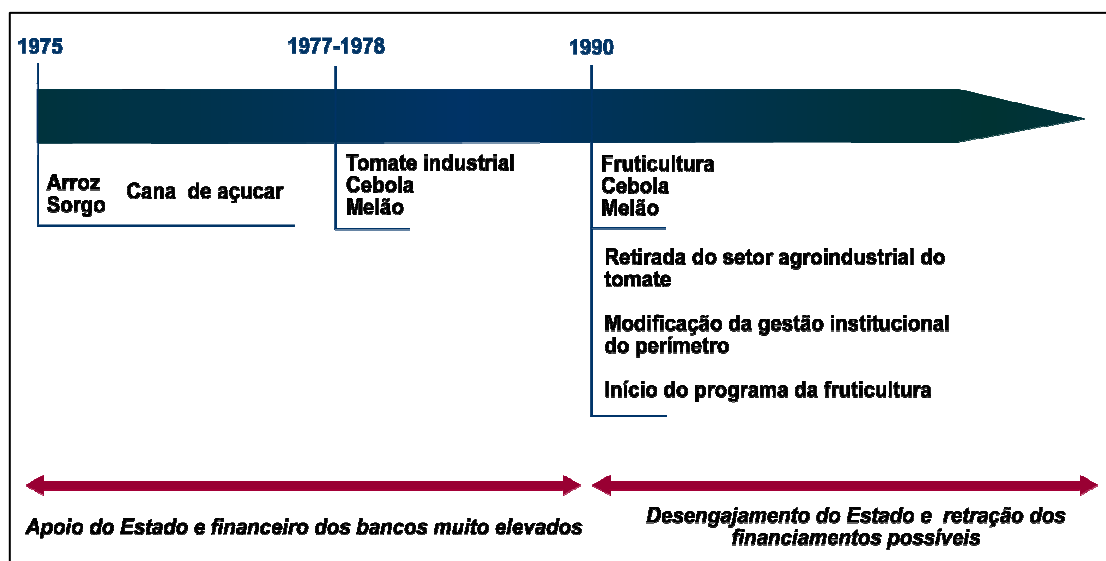 1975
1977-1978
1990
Arroz
Sorgo
Cana de açucar
Tomate industrial
Cebola
Melão
Fruticultura
Cebola
Melão
Retirada do setor agroindustrial do
tomate
Modificação da gestão institucional
do perímetro
Início do programa da fruticultura
Apoio do Estado e financeiro dos bancos muito elevados
Desengajamento do Estado e retração dos
financiamentos possíveis